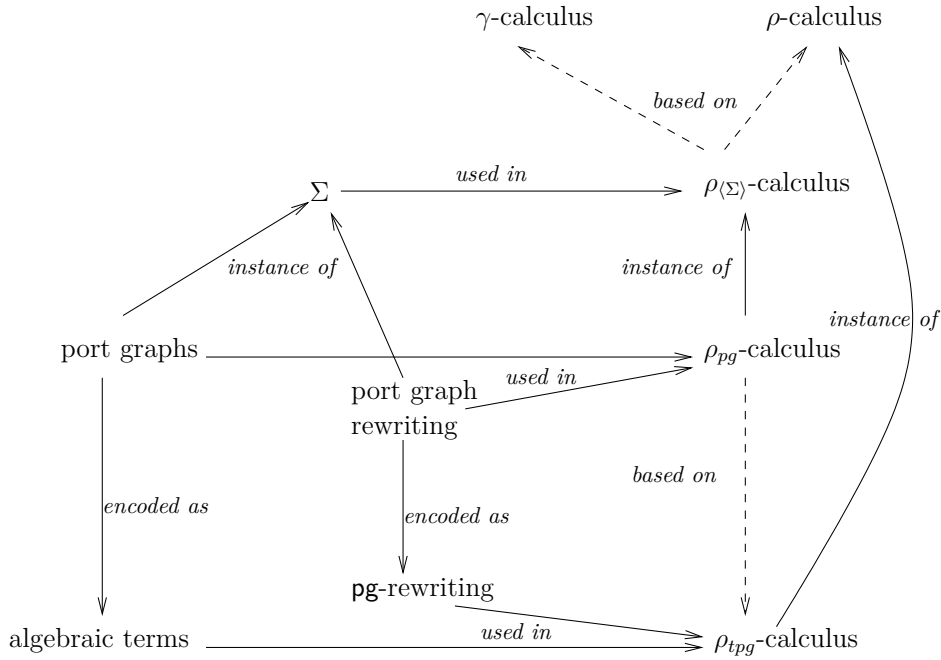 γ-calculus ρ-calculus
based on
Σ used in ρ⟨Σ⟩-calculus
instance of instance of
instance of
port graphs ρpg-calculus
used in
port graph
rewriting
based on
encoded as encoded as
pg-rewriting
algebraic terms used in ρtpg-calculus